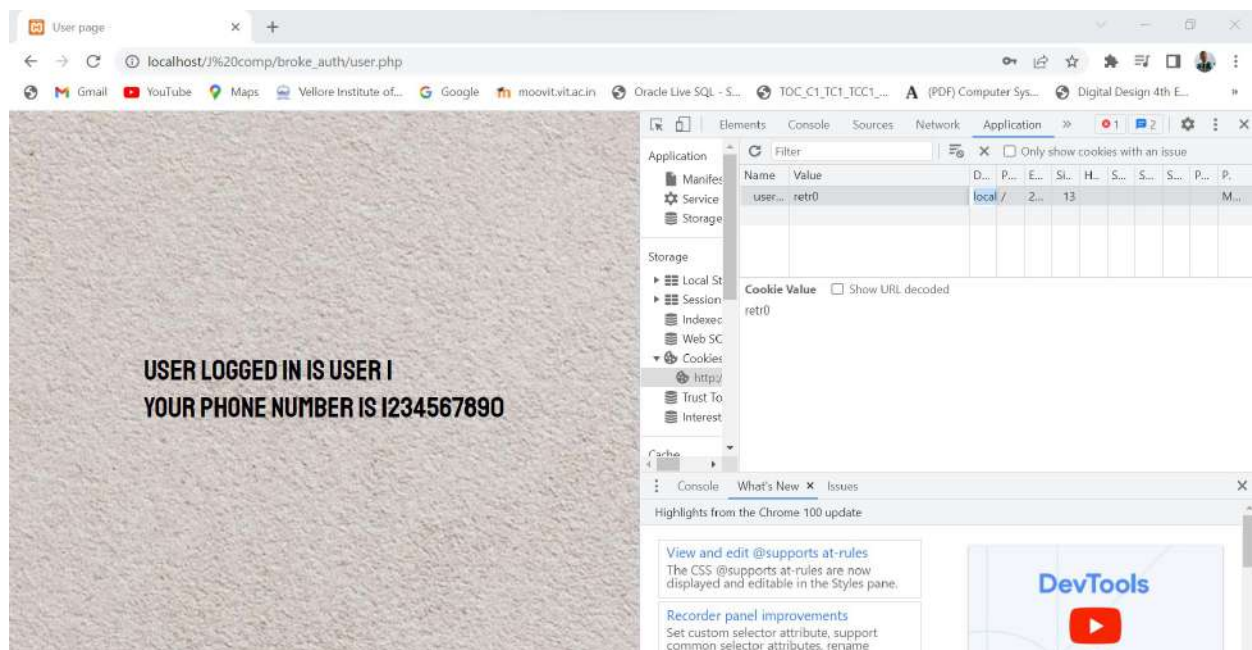 User page
localhost/J%20comp/broke_auth/user.php
Gmail YouTube Maps Vellore Institute of... Google moovit.vit.ac.in Oracle Live SQL - S... TOC_C1_TC1_TCC1_... (PDF) Computer Sys... Digital Design 4th E...
USER LOGGED IN IS USER 1
YOUR PHONE NUMBER IS 1234567890
Elements Console Sources Network Application 1 2
Application
Manifes
Service
Storage
Storage
Local St
Session
Indexed
Web SC
Cookies
http:/
Trust To
Interest
Cache
Filter Only show cookies with an issue
Name Value D... P... E... Si... H... S... S... S... P... P.
user... retr0 local / 2... 13 M...
Cookie Value Show URL decoded
retr0
Console What's New Issues
Highlights from the Chrome 100 update
View and edit @supports at-rules
The CSS @supports at-rules are now
displayed and editable in the Styles pane.
Recorder panel improvements
Set custom selector attribute, support
common selector attributes, rename
DevTools